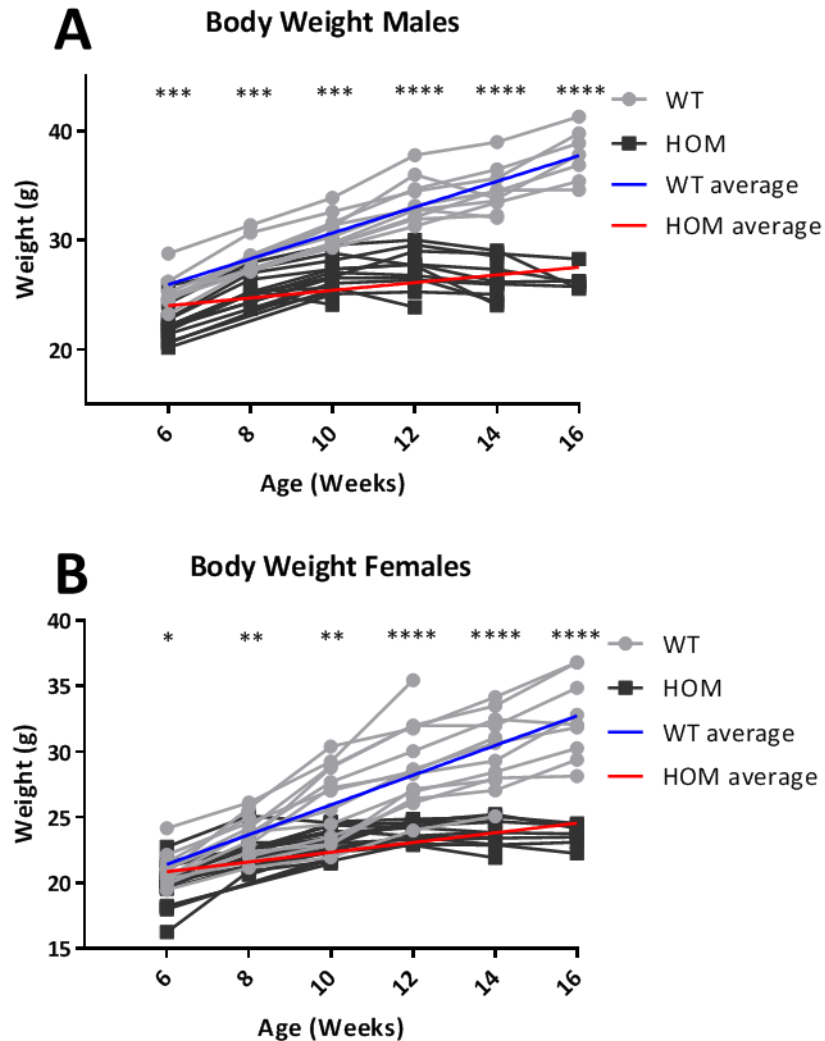 A
Body Weight Males
*** *** *** **** **** ****
WT
HOM
WT average
HOM average
40
30
20
Weight (g)
6 8 10 12 14 16
Age (Weeks)
B
Body Weight Females
* ** ** **** **** ****
WT
HOM
WT average
HOM average
40
35
30
25
20
15
Weight (g)
6 8 10 12 14 16
Age (Weeks)